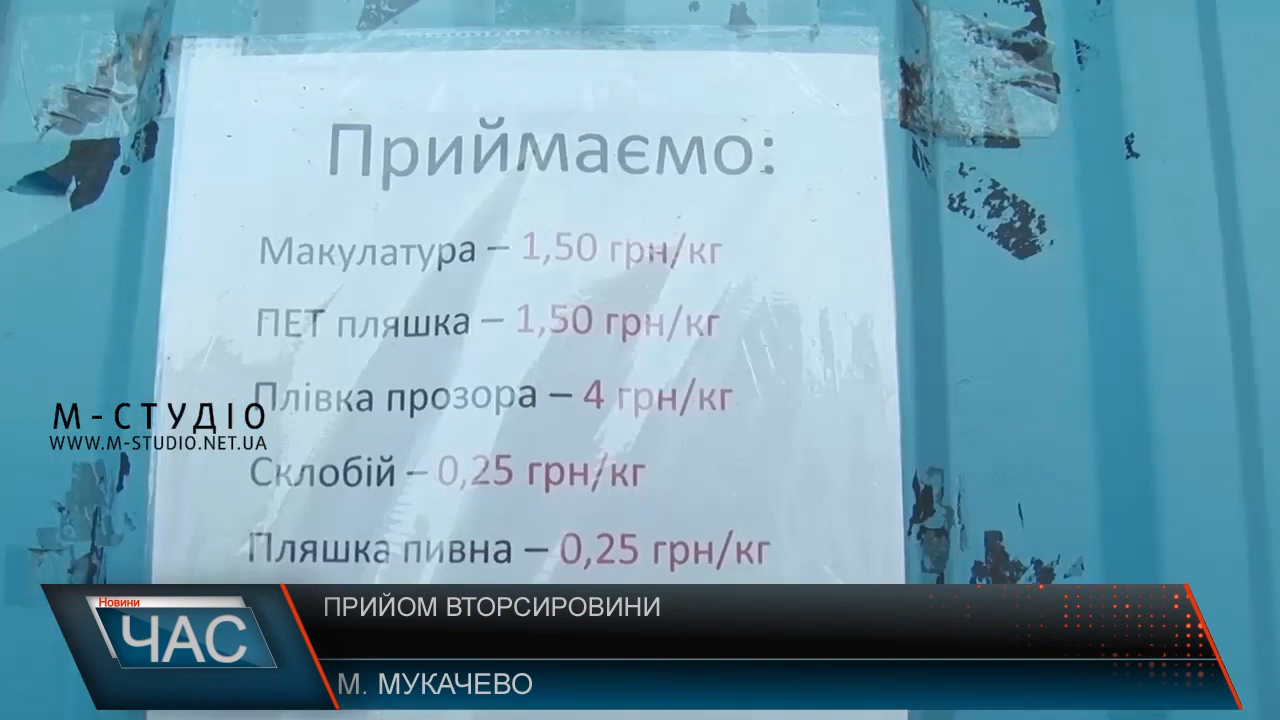 Приймаємо:
Макулатура – 1,50 грн/кг
ПЕТ пляшка – 1,50 грн/кг
Плівка прозора – 4 грн/кг
Склобій – 0,25 грн/кг
Пляшка пивна – 0,25 грн/кг
М-СТУДІО
WWW.M-STUDIO.NET.UA
Новини
ЧАС
ПРИЙОМ ВТОРСИРОВИНИ
М. МУКАЧЕВО